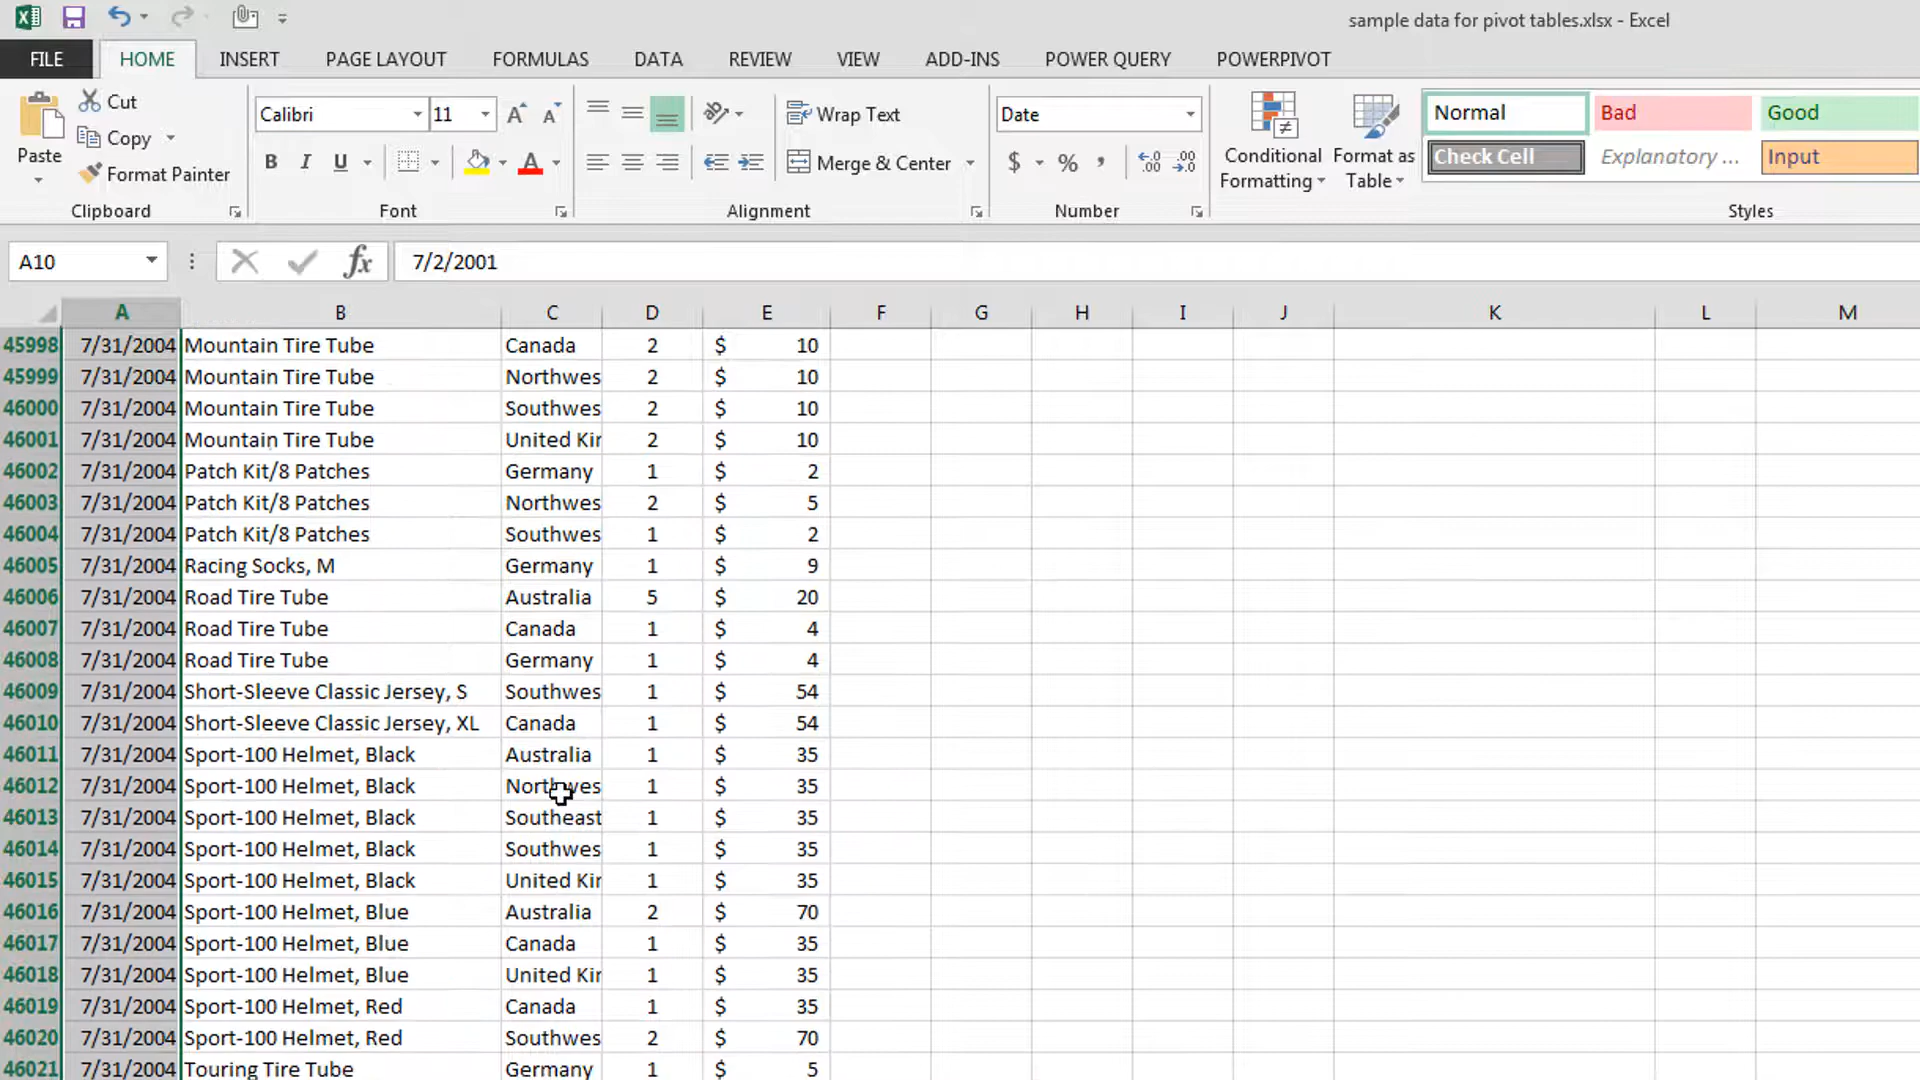 sample data for pivot tables.xlsx - Excel
FILE HOME INSERT PAGE LAYOUT FORMULAS DATA REVIEW VIEW ADD-INS POWER QUERY POWERPIVOT
Paste
Cut
Copy
Format Painter
Clipboard
Calibri 11
B I U
Font
Wrap Text
Merge & Center
Alignment
Date
$ % ,
Number
Conditional Formatting
Format as Table
Normal Bad Good
Check Cell Explanatory ... Input
Styles
A10 fx 7/2/2001
A B C D E F G H I J K L M
45998 7/31/2004 Mountain Tire Tube Canada 2 $ 10
45999 7/31/2004 Mountain Tire Tube Northwes 2 $ 10
46000 7/31/2004 Mountain Tire Tube Southwes 2 $ 10
46001 7/31/2004 Mountain Tire Tube United Kin 2 $ 10
46002 7/31/2004 Patch Kit/8 Patches Germany 1 $ 2
46003 7/31/2004 Patch Kit/8 Patches Northwes 2 $ 5
46004 7/31/2004 Patch Kit/8 Patches Southwes 1 $ 2
46005 7/31/2004 Racing Socks, M Germany 1 $ 9
46006 7/31/2004 Road Tire Tube Australia 5 $ 20
46007 7/31/2004 Road Tire Tube Canada 1 $ 4
46008 7/31/2004 Road Tire Tube Germany 1 $ 4
46009 7/31/2004 Short-Sleeve Classic Jersey, S Southwes 1 $ 54
46010 7/31/2004 Short-Sleeve Classic Jersey, XL Canada 1 $ 54
46011 7/31/2004 Sport-100 Helmet, Black Australia 1 $ 35
46012 7/31/2004 Sport-100 Helmet, Black Northwes 1 $ 35
46013 7/31/2004 Sport-100 Helmet, Black Southeast 1 $ 35
46014 7/31/2004 Sport-100 Helmet, Black Southwes 1 $ 35
46015 7/31/2004 Sport-100 Helmet, Black United Kin 1 $ 35
46016 7/31/2004 Sport-100 Helmet, Blue Australia 2 $ 70
46017 7/31/2004 Sport-100 Helmet, Blue Canada 1 $ 35
46018 7/31/2004 Sport-100 Helmet, Blue United Kin 1 $ 35
46019 7/31/2004 Sport-100 Helmet, Red Canada 1 $ 35
46020 7/31/2004 Sport-100 Helmet, Red Southwes 2 $ 70
46021 7/31/2004 Touring Tire Tube Germany 1 $ 5